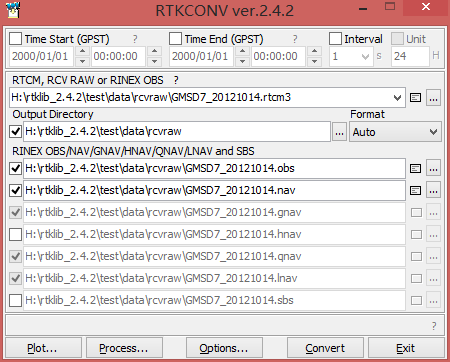 RTKCONV ver.2.4.2
Time Start (GPST) ? Time End (GPST) ? Interval Unit
2000/01/01 00:00:00 2000/01/01 00:00:00 1 s 24 H
RTCM, RCV RAW or RINEX OBS ?
H:\rtklib_2.4.2\test\data\rcvraw\GMSD7_20121014.rtcm3 ...
Output Directory Format
H:\rtklib_2.4.2\test\data\rcvraw ... Auto
RINEX OBS/NAV/GNAV/HNAV/QNAV/LNAV and SBS
H:\rtklib_2.4.2\test\data\rcvraw\GMSD7_20121014.obs ...
H:\rtklib_2.4.2\test\data\rcvraw\GMSD7_20121014.nav ...
H:\rtklib_2.4.2\test\data\rcvraw\GMSD7_20121014.gnav ...
H:\rtklib_2.4.2\test\data\rcvraw\GMSD7_20121014.hnav ...
H:\rtklib_2.4.2\test\data\rcvraw\GMSD7_20121014.qnav ...
H:\rtklib_2.4.2\test\data\rcvraw\GMSD7_20121014.lnav ...
H:\rtklib_2.4.2\test\data\rcvraw\GMSD7_20121014.sbs ...
?
Plot... Process... Options... Convert Exit